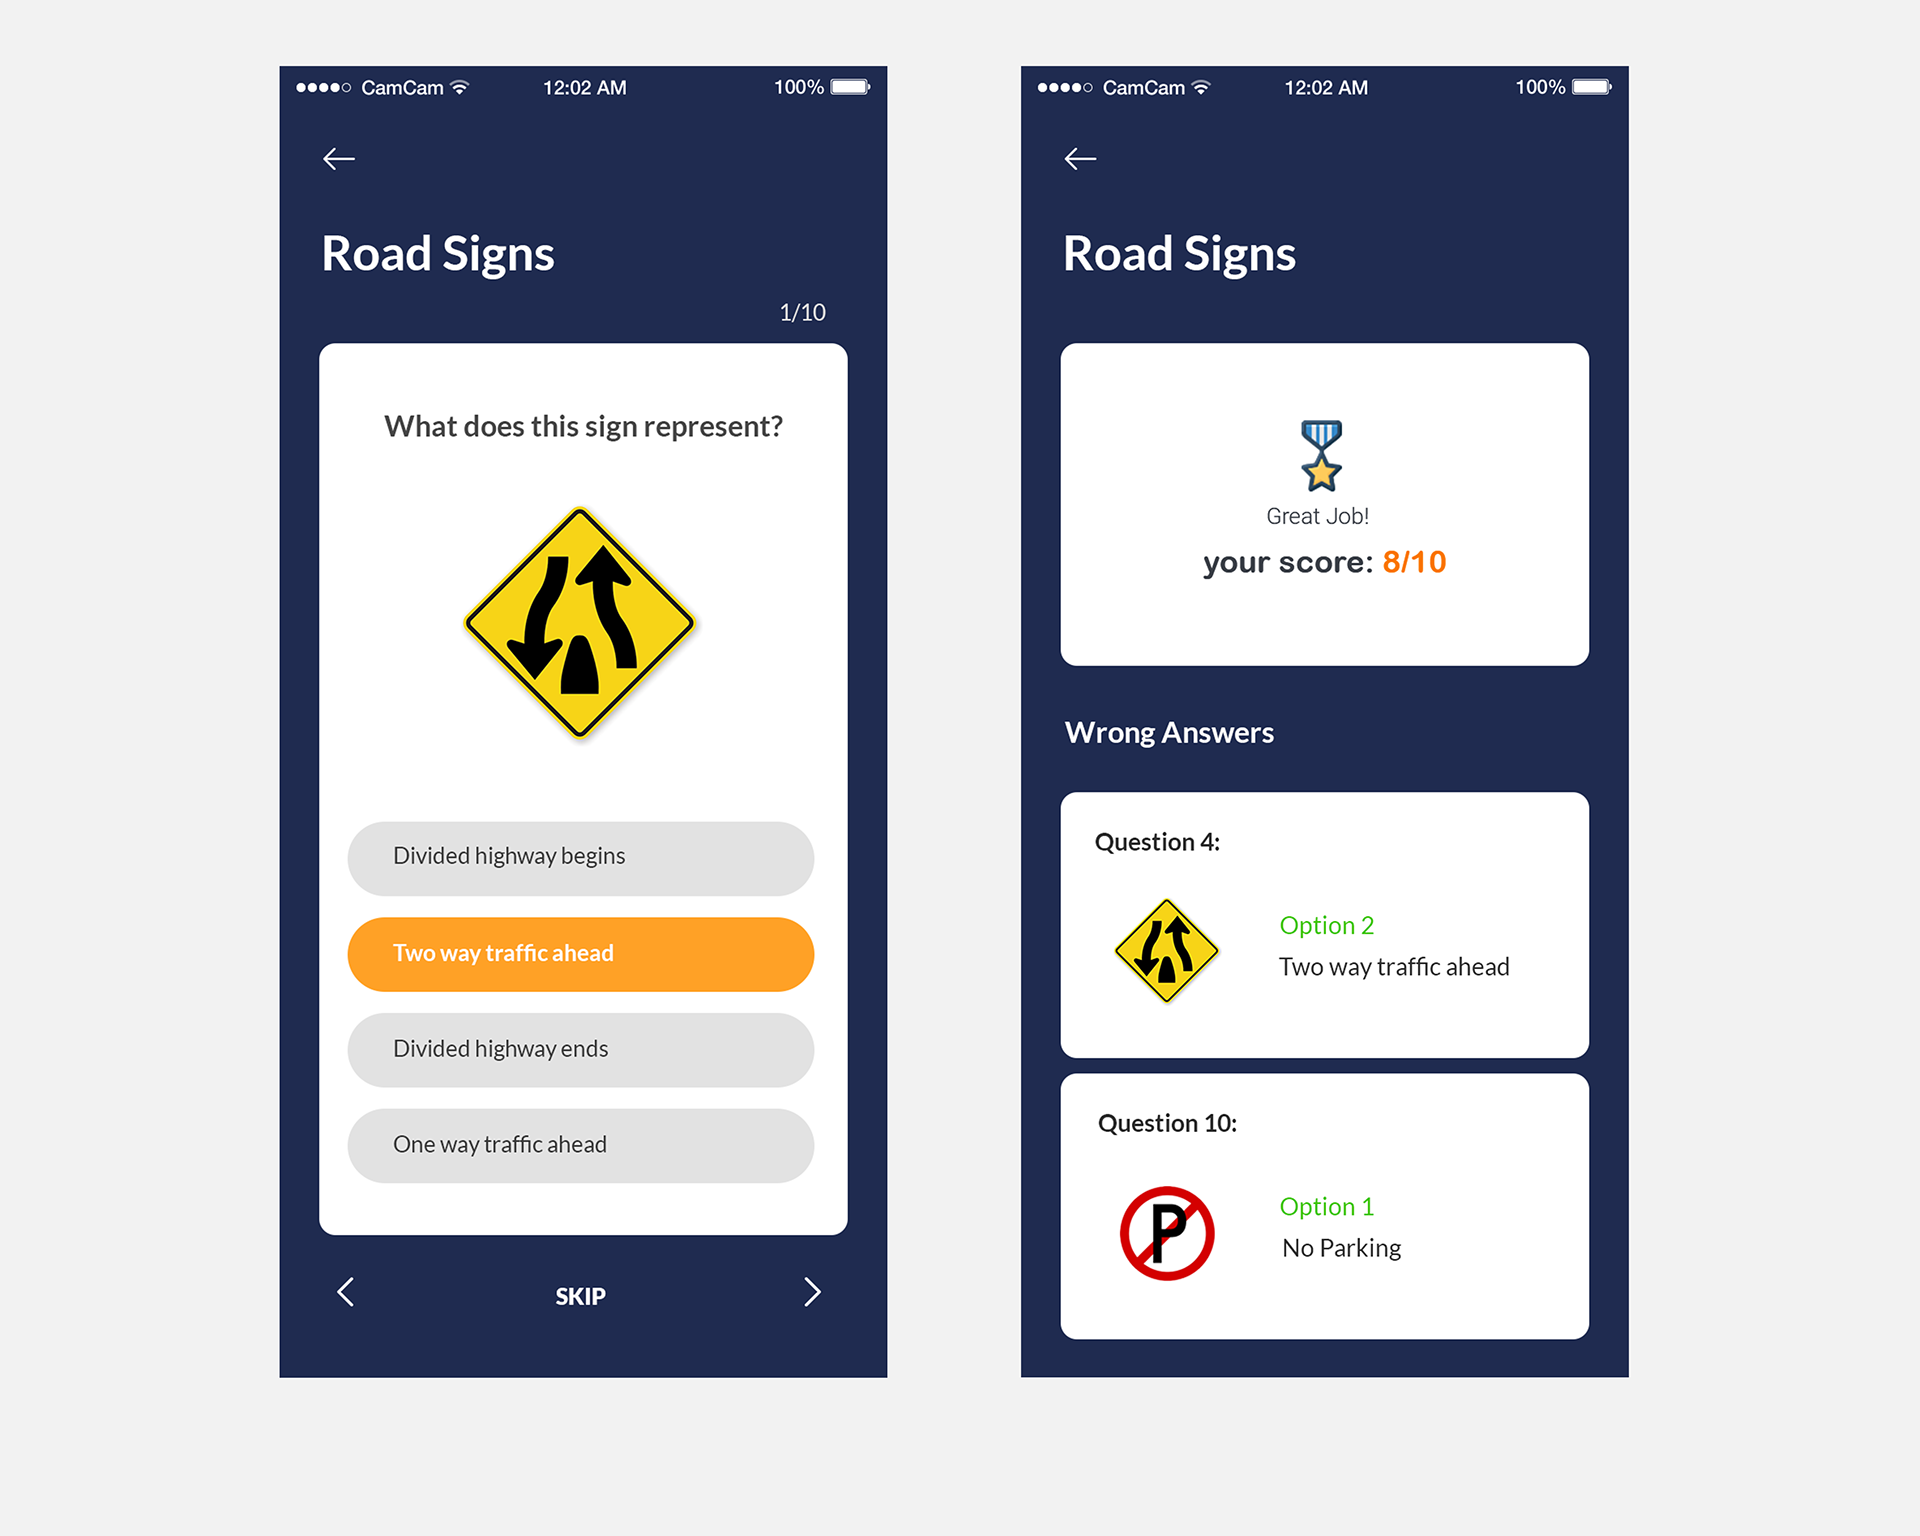 CamCam 12:02 AM 100%
Road Signs
1/10
What does this sign represent?
Divided highway begins
Two way traffic ahead
Divided highway ends
One way traffic ahead
SKIP
CamCam 12:02 AM 100%
Road Signs
Great Job!
your score: 8/10
Wrong Answers
Question 4:
Option 2
Two way traffic ahead
Question 10:
P
Option 1
No Parking